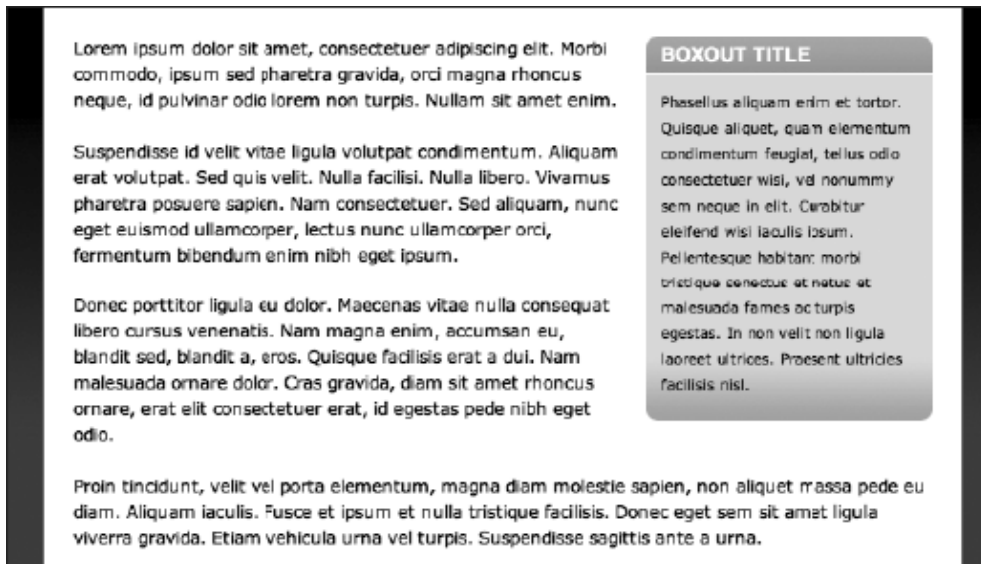 Lorem ipsum dolor sit amet, consectetuer adipiscing elit. Morbi
commodo, ipsum sed pharetra gravida, orci magna rhoncus
neque, id pulvinar odio lorem non turpis. Nullam sit amet enim.
Suspendisse id velit vitae ligula volutpat condimentum. Aliquam
erat volutpat. Sed quis velit. Nulla facilisi. Nulla libero. Vivamus
pharetra posuere sapien. Nam consectetuer. Sed aliquam, nunc
eget euismod ullamcorper, lectus nunc ullamcorper orci,
fermentum bibendum enim nibh eget ipsum.
Donec porttitor ligula eu dolor. Maecenas vitae nulla consequat
libero cursus venenatis. Nam magna enim, accumsan eu,
blandit sed, blandit a, eros. Quisque facilisis erat a dui. Nam
malesuada ornare dolor. Cras gravida, diam sit amet rhoncus
ornare, erat elit consectetuer erat, id egestas pede nibh eget
odio.
BOXOUT TITLE
Phasellus aliquam enim et tortor.
Quisque aliquet, quam elementum
condimentum feugiat, tellus odio
consectetuer wisi, vel nonummy
sem neque in elit. Curabitur
eleifend wisi iaculis ipsum.
Pellentesque habitant morbi
tristique senectus et netus et
malesuada fames ac turpis
egestas. In non velit non ligula
laoreet ultrices. Praesent ultricies
facilisis nisl.
Proin tincidunt, velit vel porta elementum, magna diam molestie sapien, non aliquet massa pede eu
diam. Aliquam iaculis. Fusce et ipsum et nulla tristique facilisis. Donec eget sem sit amet ligula
viverra gravida. Etiam vehicula urna vel turpis. Suspendisse sagittis ante a urna.